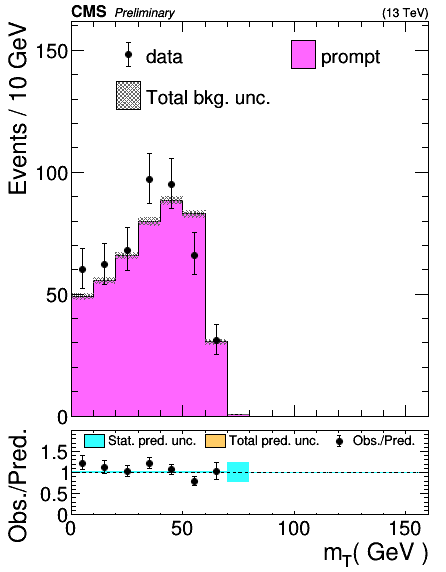 CMS Preliminary (13 TeV)
Events / 10 GeV
150
data prompt
Total bkg. unc.
100
50
0
Obs./Pred.
Stat. pred. unc. Total pred. unc. Obs./Pred.
1.5
1
0.5
0
0 50 100 150
m_T( GeV )